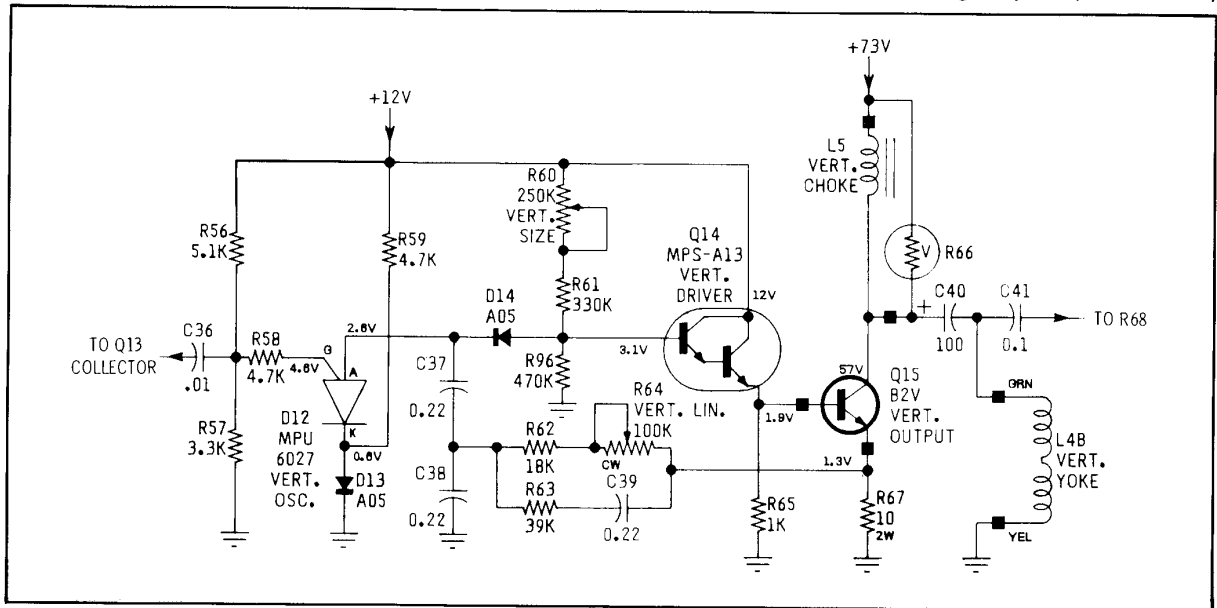 +73V
+12V
L5
VERT.
CHOKE
R60
250K
VERT.
SIZE
R56
5.1K
R59
4.7K
Q14
MPS-A13
VERT.
DRIVER
V
R66
R61
330K
12V
C40
C41
+
D14
A05
TO R68
2.6V
100
0.1
C36
TO Q13
COLLECTOR
R58
G
A
3.1V
R96
470K
4.6V
.01
4.7K
C37
57V
Q15
B2V
VERT.
OUTPUT
GRN
R57
3.3K
D12
MPU
6027
VERT.
OSC.
K
0.6V
0.22
R62
18K
R64
VERT. LIN.
100K
1.9V
L4B
VERT.
YOKE
CW
1.3V
D13
A05
C38
C39
R63
39K
0.22
0.22
R65
1K
R67
10
2W
YEL